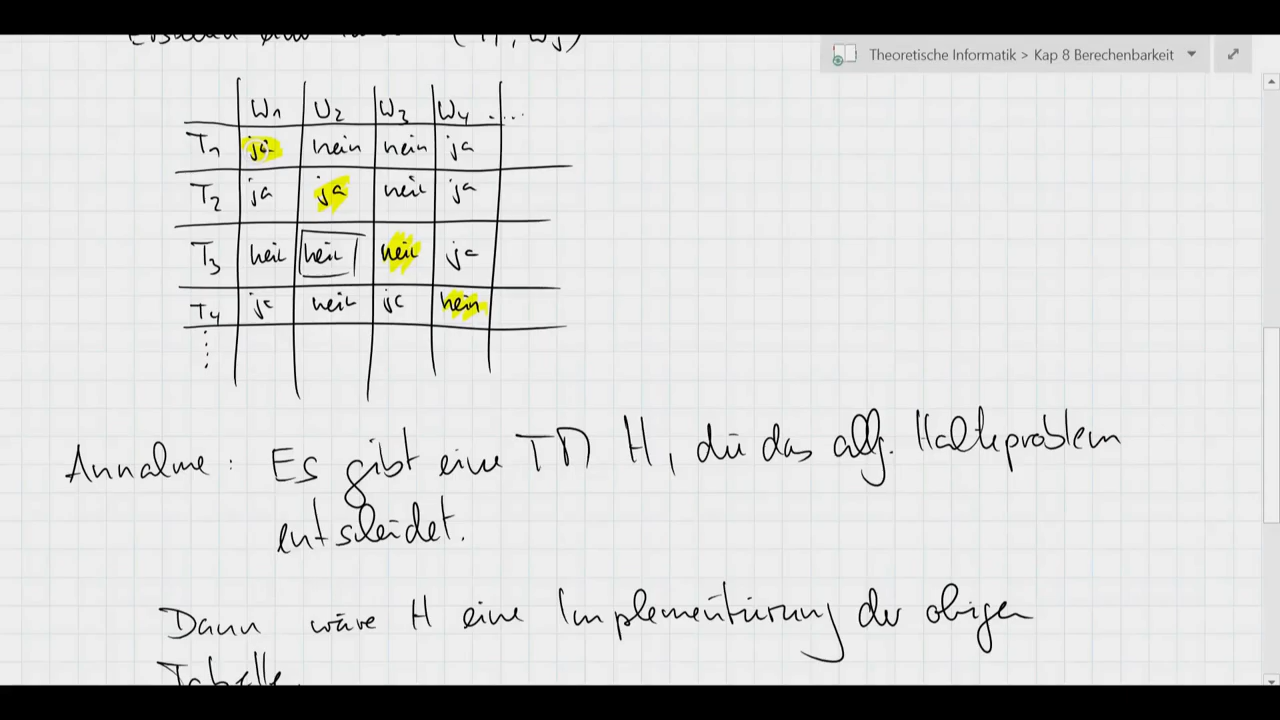 Theoretische Informatik > Kap 8 Berechenbarkeit
W1 W2 W3 W4 ...
T1 ja nein nein ja
T2 ja ja nein ja
T3 nein nein nein ja
T4 ja nein ja nein
Annahme: Es gibt eine TM H, die das allg. Halteproblem
entscheidet.
Dann wäre H eine Implementierung der obigen
Tabelle.